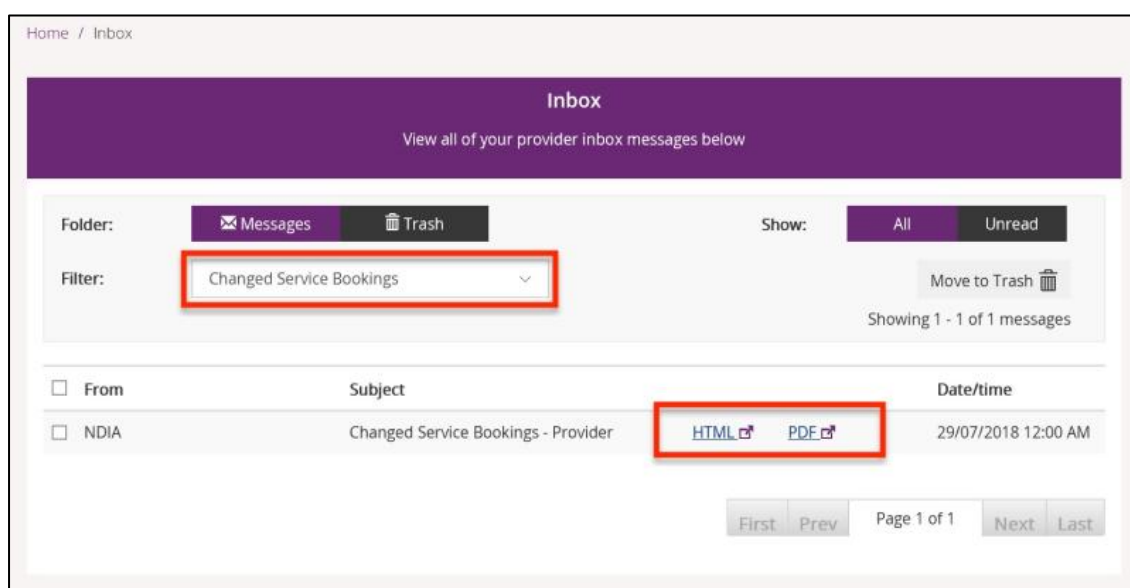 Home / Inbox
Inbox
View all of your provider inbox messages below
Folder: Messages Trash Show: All Unread
Filter: Changed Service Bookings Move to Trash
Showing 1 - 1 of 1 messages
From Subject Date/time
NDIA Changed Service Bookings - Provider HTML PDF 29/07/2018 12:00 AM
First Prev Page 1 of 1 Next Last